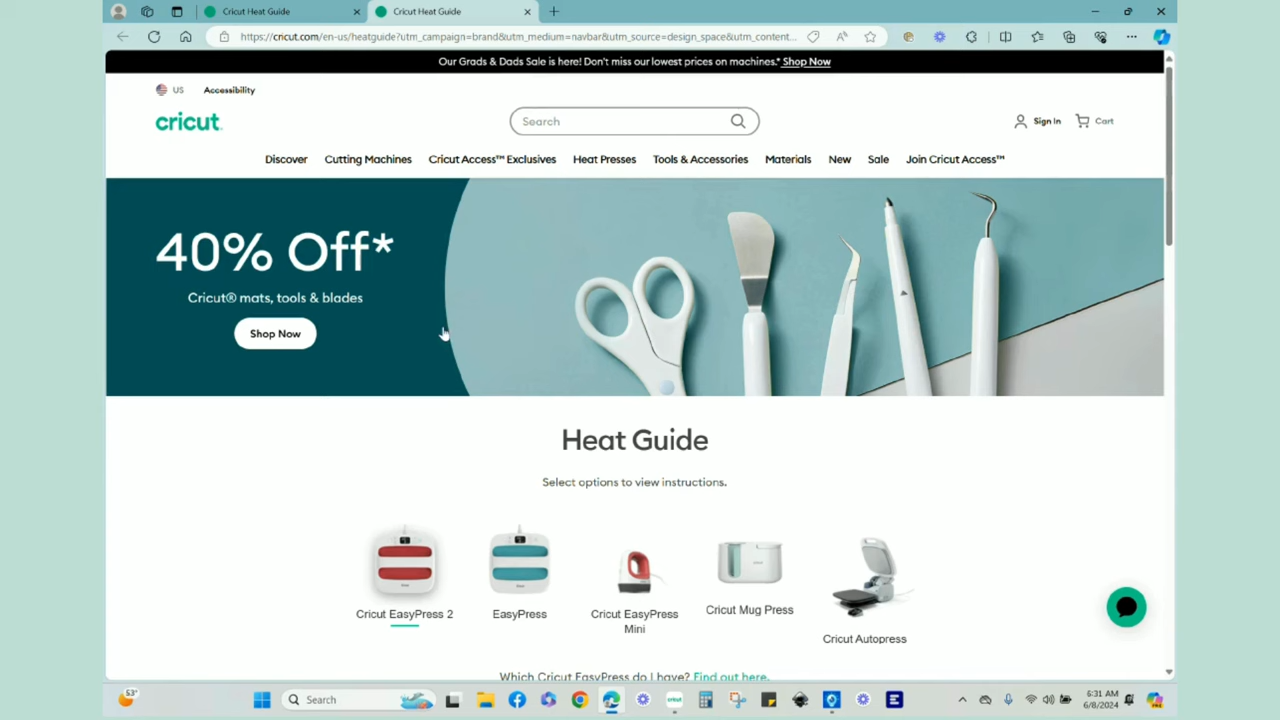 Cricut Heat Guide
Cricut Heat Guide
https://cricut.com/en-us/heatguide?utm_campaign=brand&utm_medium=navbar&utm_source=design_space&utm_content...
Our Grads & Dads Sale is here! Don't miss our lowest prices on machines.* Shop Now
US Accessibility
cricut.
Search
Sign In Cart
Discover Cutting Machines Cricut Access™ Exclusives Heat Presses Tools & Accessories Materials New Sale Join Cricut Access™
40% Off*
Cricut® mats, tools & blades
Shop Now
Heat Guide
Select options to view instructions.
Cricut EasyPress 2
EasyPress
Cricut EasyPress
Mini
Cricut Mug Press
Cricut Autopress
Which Cricut EasyPress do I have? Find out here.
53°
Search
cricut
6:31 AM
6/8/2024